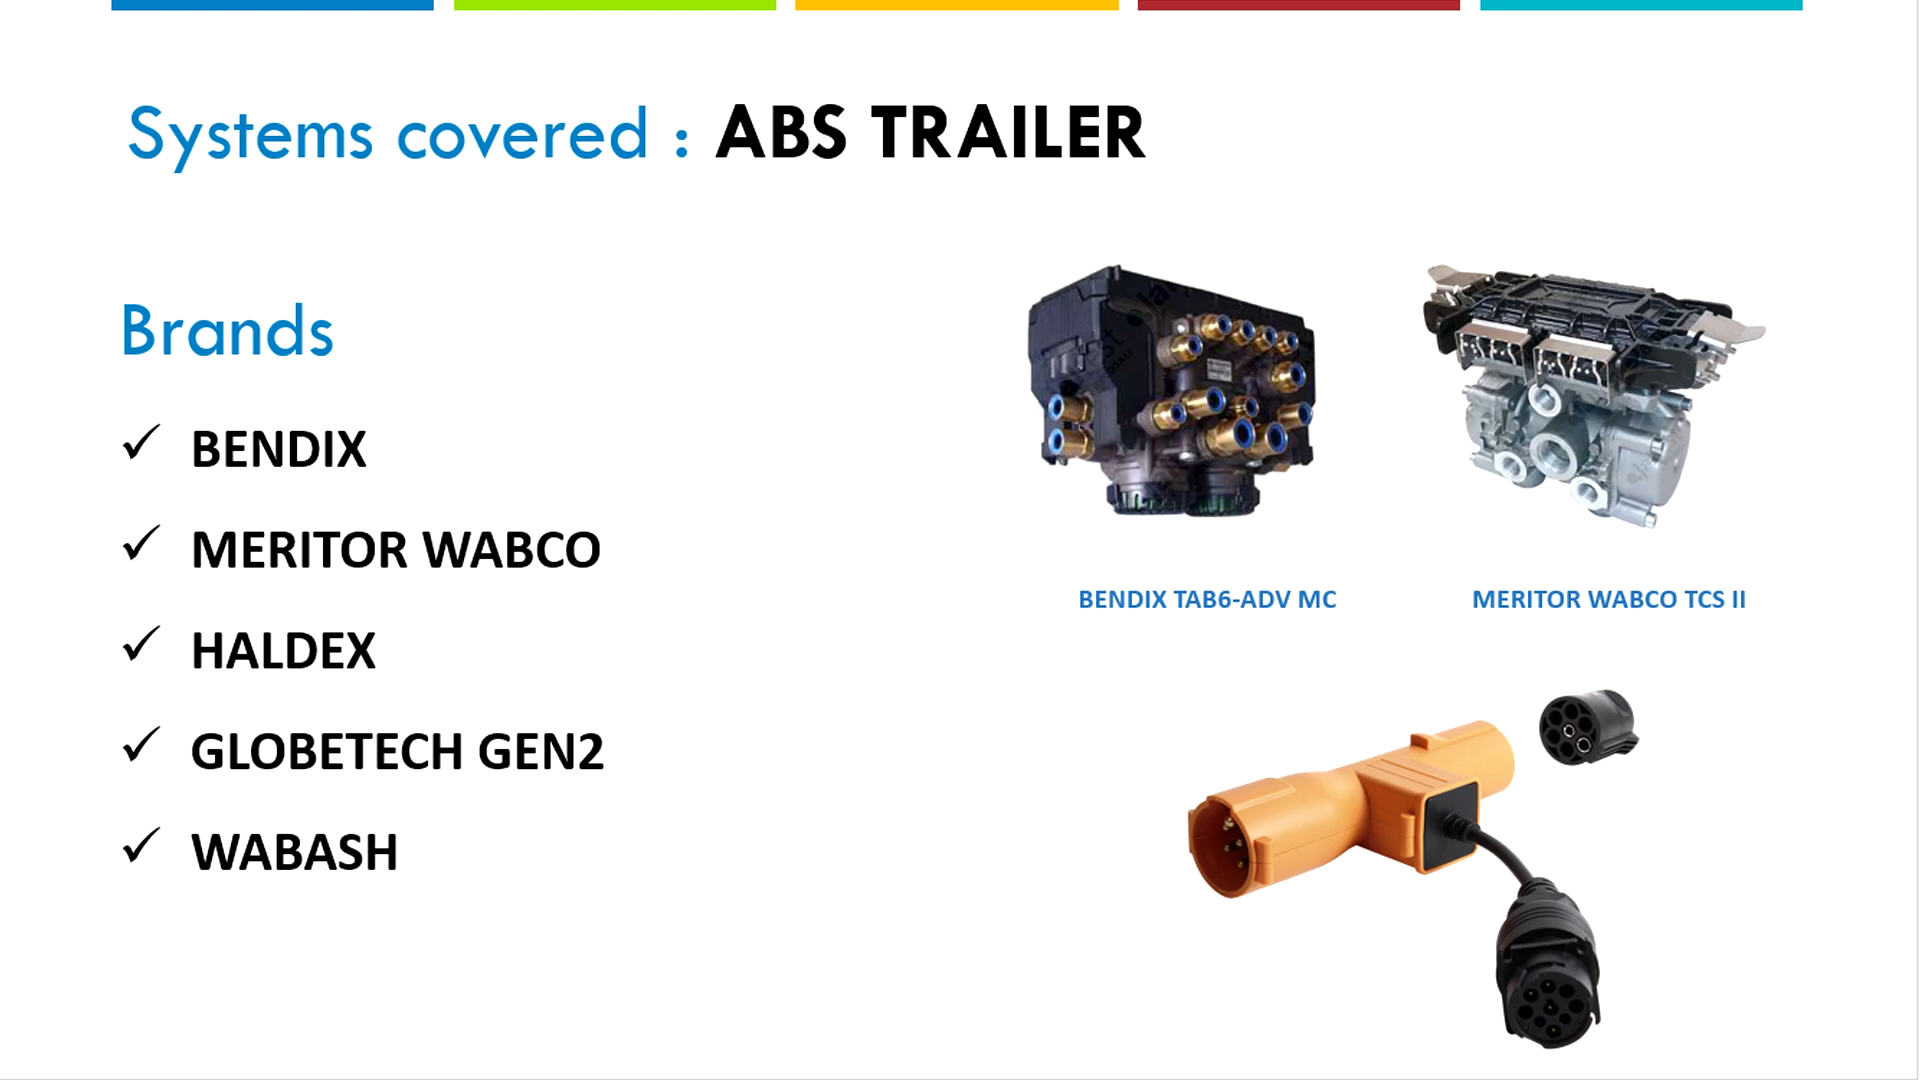 Systems covered : ABS TRAILER
Brands
✓ BENDIX
✓ MERITOR WABCO
✓ HALDEX
✓ GLOBETECH GEN2
✓ WABASH
BENDIX TAB6-ADV MC
MERITOR WABCO TCS II